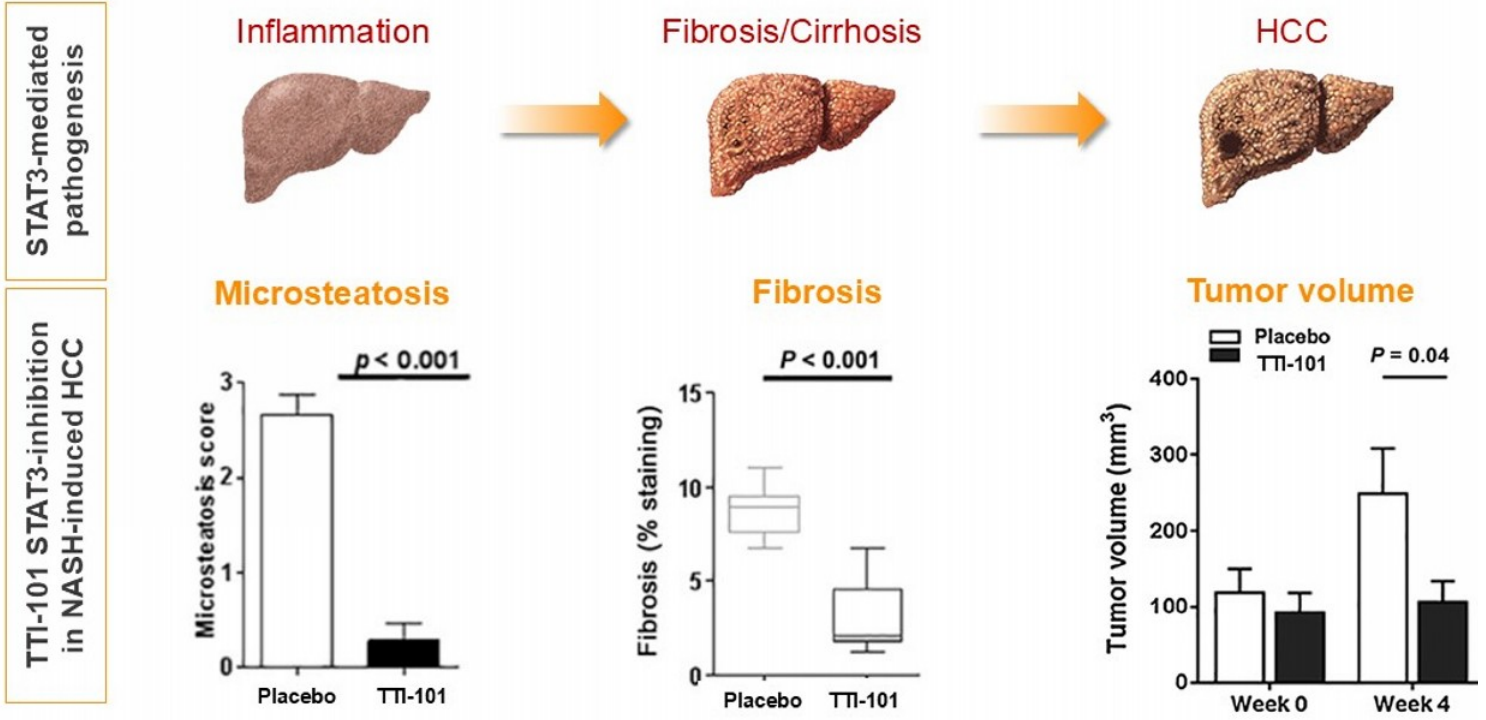 STAT3-mediated
pathogenesis
Inflammation
Fibrosis/Cirrhosis
HCC
TTI-101 STAT3-inhibition
in NASH-induced HCC
Microsteatosis
p < 0.001
Microsteatosis score
3
2
1
0
Placebo
TTI-101
Fibrosis
P < 0.001
Fibrosis (% staining)
15
10
5
0
Placebo
TTI-101
Tumor volume
Placebo
TTI-101
P = 0.04
Tumor volume (mm³)
400
300
200
100
0
Week 0
Week 4